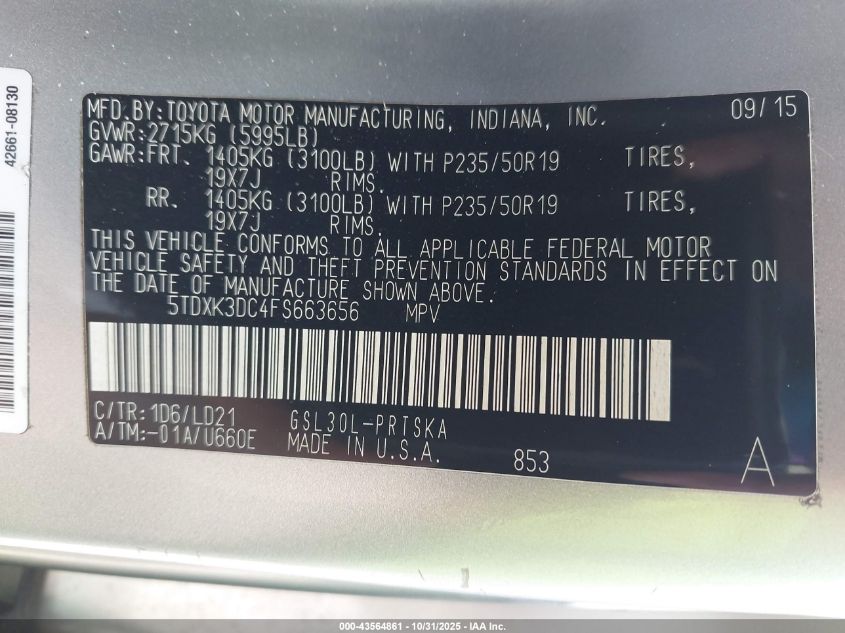 42661-08130
MFD.BY:TOYOTA MOTOR MANUFACTURING, INDIANA, INC. 09/15
GVWR:2715KG (5995LB)
GAWR:FRT. 1405KG (3100LB) WITH P235/50R19 TIRES,
19X7J RIMS.
RR. 1405KG (3100LB) WITH P235/50R19 TIRES,
19X7J RIMS.
THIS VEHICLE CONFORMS TO ALL APPLICABLE FEDERAL MOTOR
VEHICLE SAFETY AND THEFT PREVENTION STANDARDS IN EFFECT ON
THE DATE OF MANUFACTURE SHOWN ABOVE.
5TDXK3DC4FS663656 MPV
C/TR:1D6/LD21 GSL30L-PRTSKA
A/TM:-01A/U660E MADE IN U.S.A. 853 A
000-43564861 | 10/31/2025 - IAA Inc.